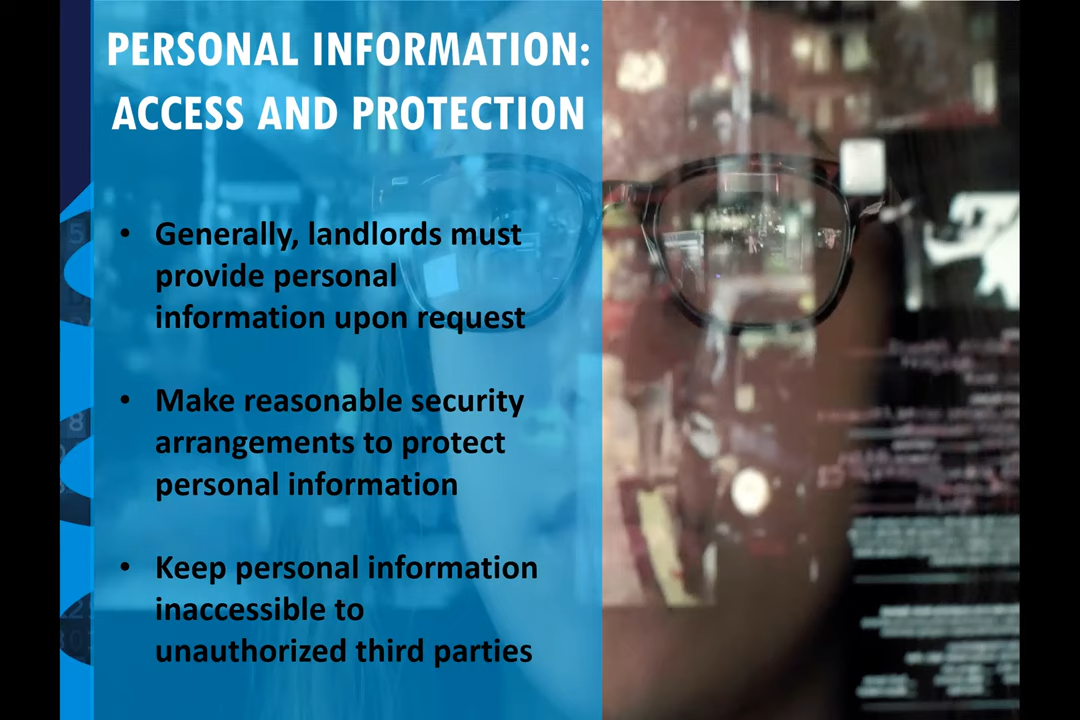 PERSONAL INFORMATION:
ACCESS AND PROTECTION
• Generally, landlords must
provide personal
information upon request
• Make reasonable security
arrangements to protect
personal information
• Keep personal information
inaccessible to
unauthorized third parties